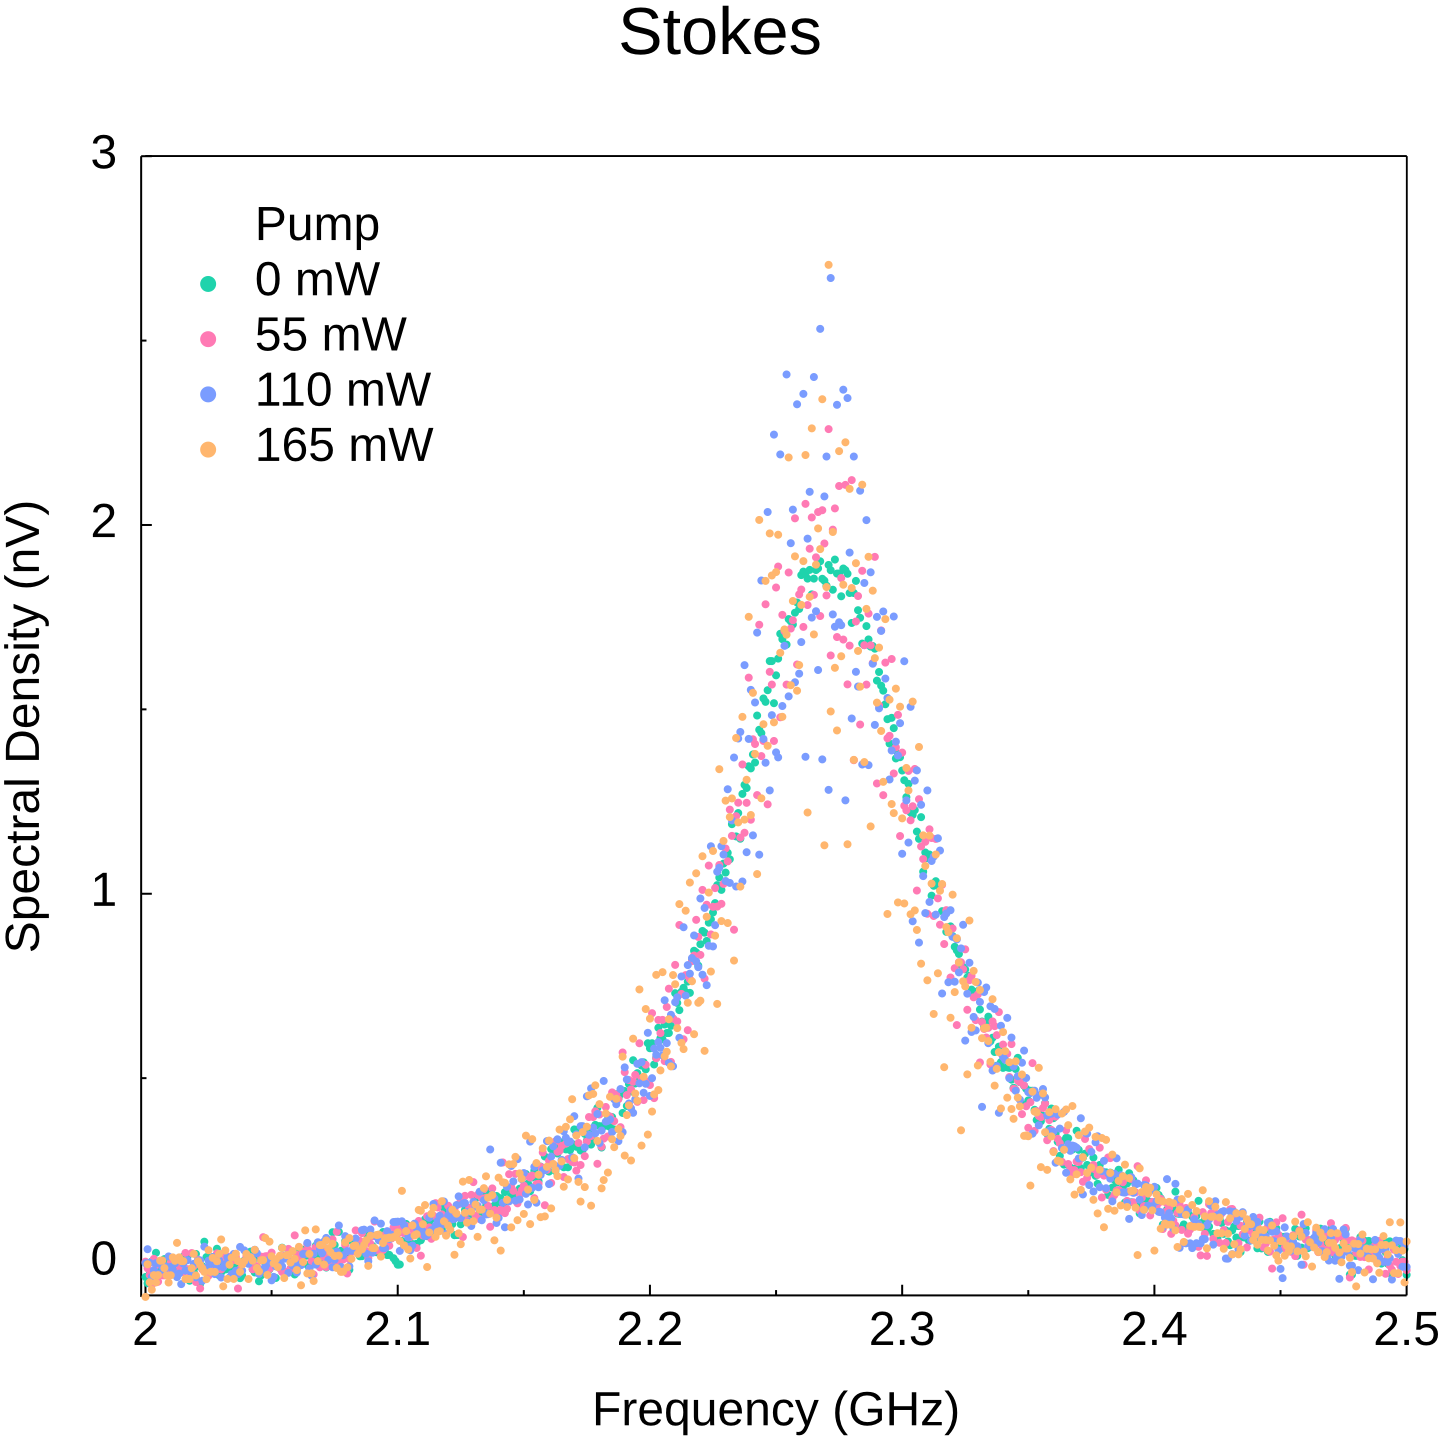 Stokes
3
Pump
0 mW
55 mW
110 mW
165 mW
2
1
0
Spectral Density (nV)
2 2.1 2.2 2.3 2.4 2.5
Frequency (GHz)